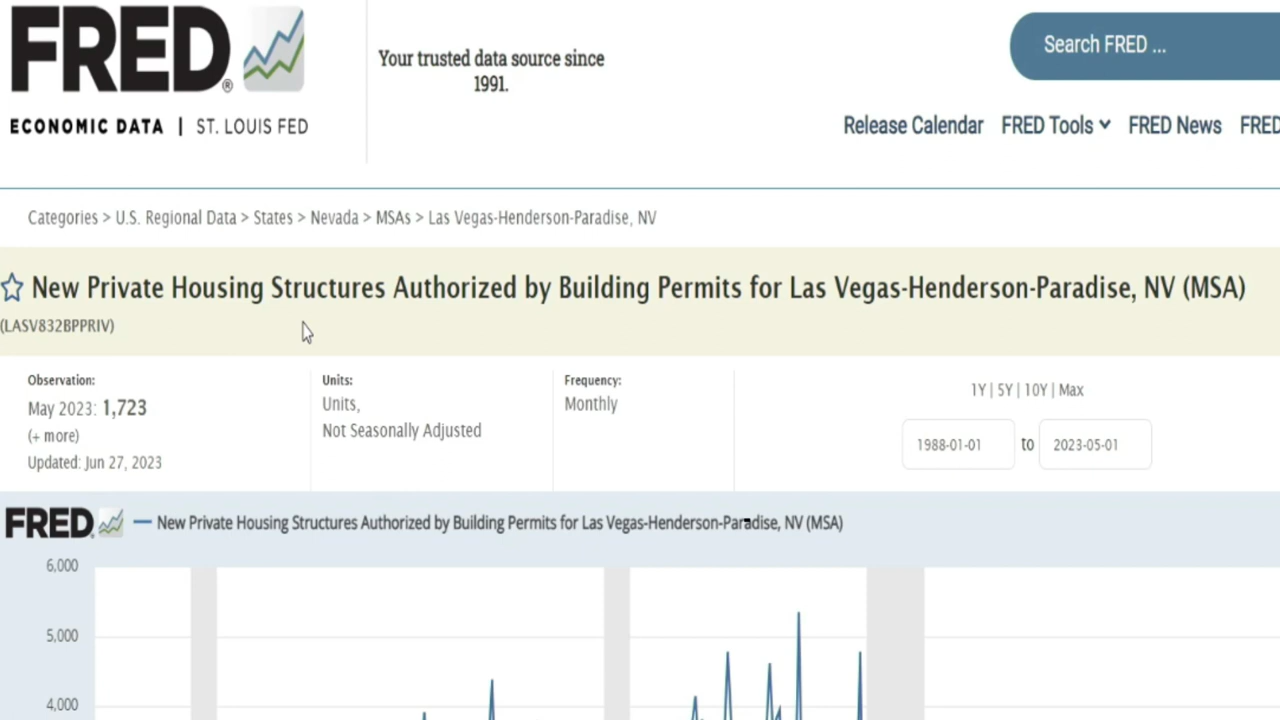 FRED®
Your trusted data source since
1991.
Search FRED ...
ECONOMIC DATA | ST. LOUIS FED
Release Calendar FRED Tools FRED News FRED
Categories > U.S. Regional Data > States > Nevada > MSAs > Las Vegas-Henderson-Paradise, NV
New Private Housing Structures Authorized by Building Permits for Las Vegas-Henderson-Paradise, NV (MSA)
(LASV832BPPRIV)
Observation:
May 2023: 1,723
(+ more)
Updated: Jun 27, 2023
Units:
Units,
Not Seasonally Adjusted
Frequency:
Monthly
1Y | 5Y | 10Y | Max
1988-01-01 to 2023-05-01
FRED New Private Housing Structures Authorized by Building Permits for Las Vegas-Henderson-Paradise, NV (MSA)
6,000
5,000
4,000